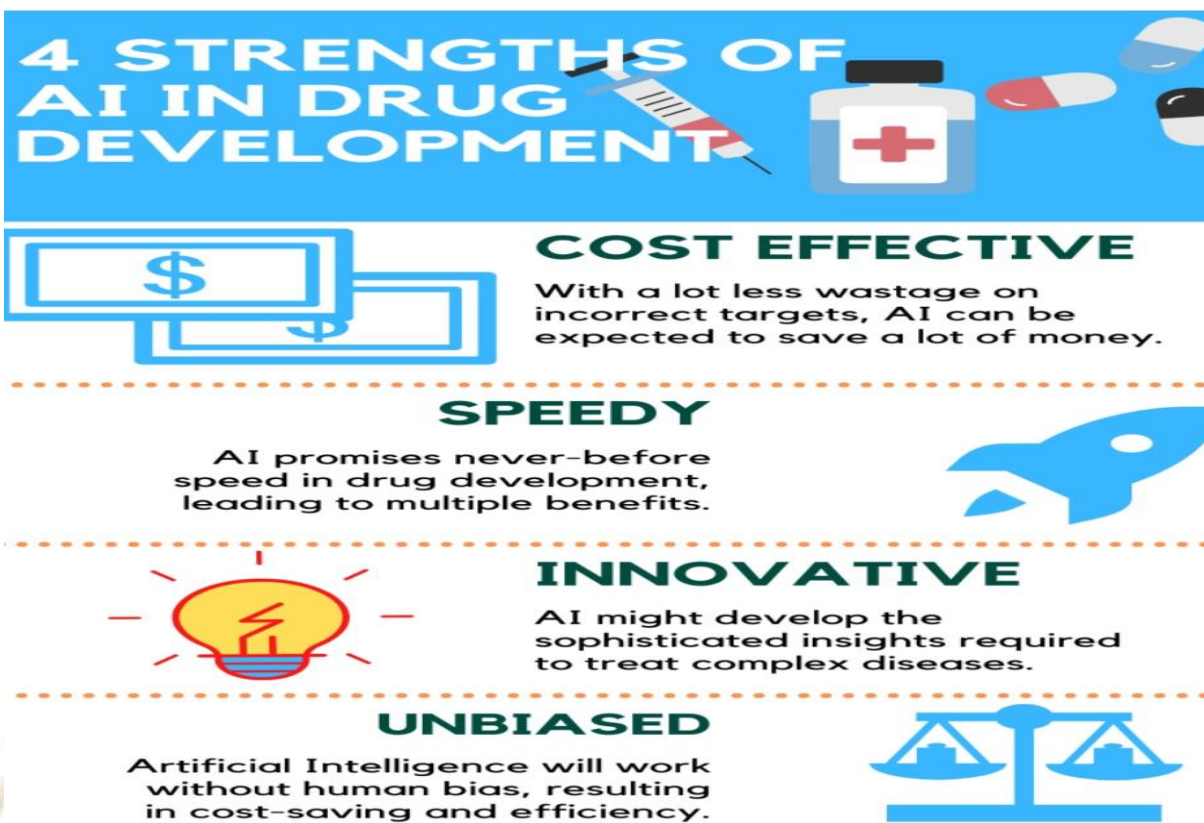 4 STRENGTHS OF
AI IN DRUG
DEVELOPMENT
$
$
COST EFFECTIVE
With a lot less wastage on
incorrect targets, AI can be
expected to save a lot of money.
SPEEDY
AI promises never-before
speed in drug development,
leading to multiple benefits.
INNOVATIVE
AI might develop the
sophisticated insights required
to treat complex diseases.
UNBIASED
Artificial Intelligence will work
without human bias, resulting
in cost-saving and efficiency.